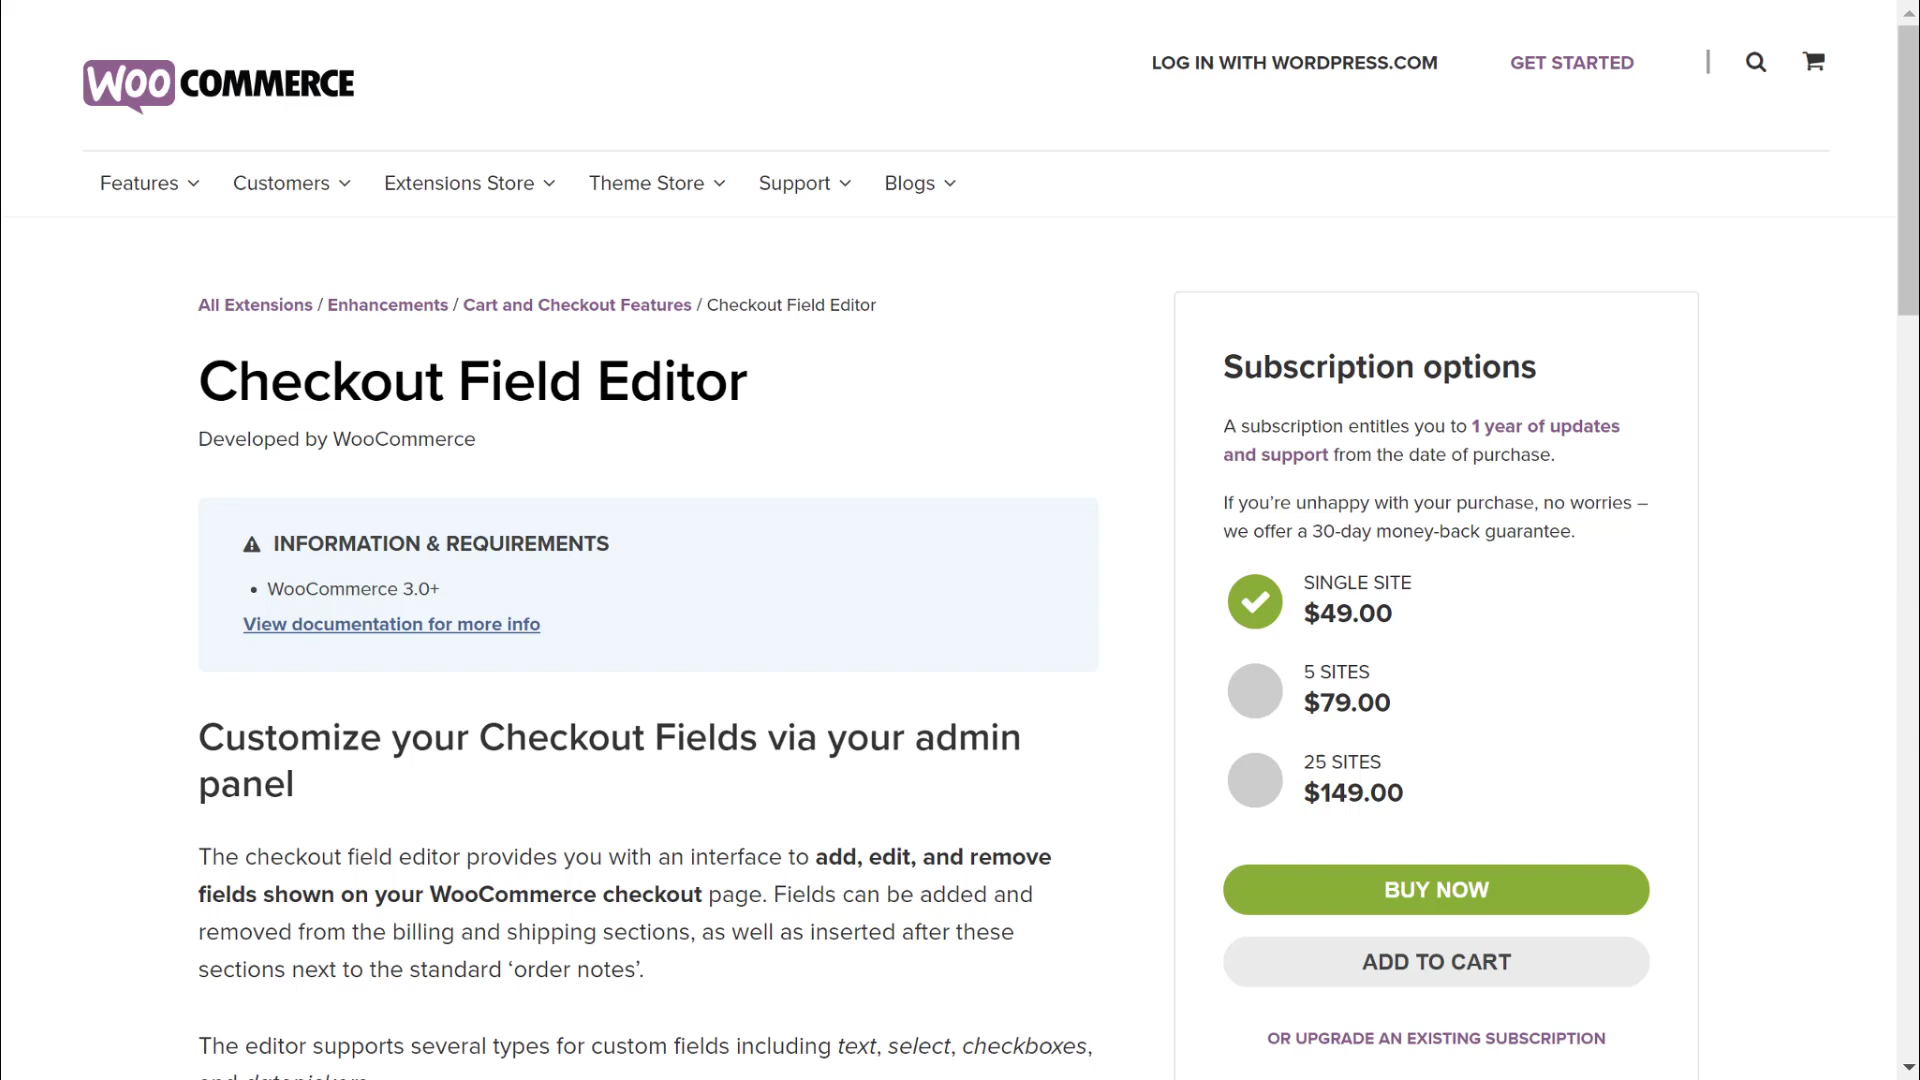 WOO COMMERCE
LOG IN WITH WORDPRESS.COM
GET STARTED
Features
Customers
Extensions Store
Theme Store
Support
Blogs
All Extensions / Enhancements / Cart and Checkout Features / Checkout Field Editor
Checkout Field Editor
Developed by WooCommerce
INFORMATION & REQUIREMENTS
• WooCommerce 3.0+
View documentation for more info
Customize your Checkout Fields via your admin
panel
The checkout field editor provides you with an interface to add, edit, and remove
fields shown on your WooCommerce checkout page. Fields can be added and
removed from the billing and shipping sections, as well as inserted after these
sections next to the standard ‘order notes’.
The editor supports several types for custom fields including text, select, checkboxes,
and datepickers.
Subscription options
A subscription entitles you to 1 year of updates
and support from the date of purchase.
If you’re unhappy with your purchase, no worries –
we offer a 30-day money-back guarantee.
SINGLE SITE
$49.00
5 SITES
$79.00
25 SITES
$149.00
BUY NOW
ADD TO CART
OR UPGRADE AN EXISTING SUBSCRIPTION